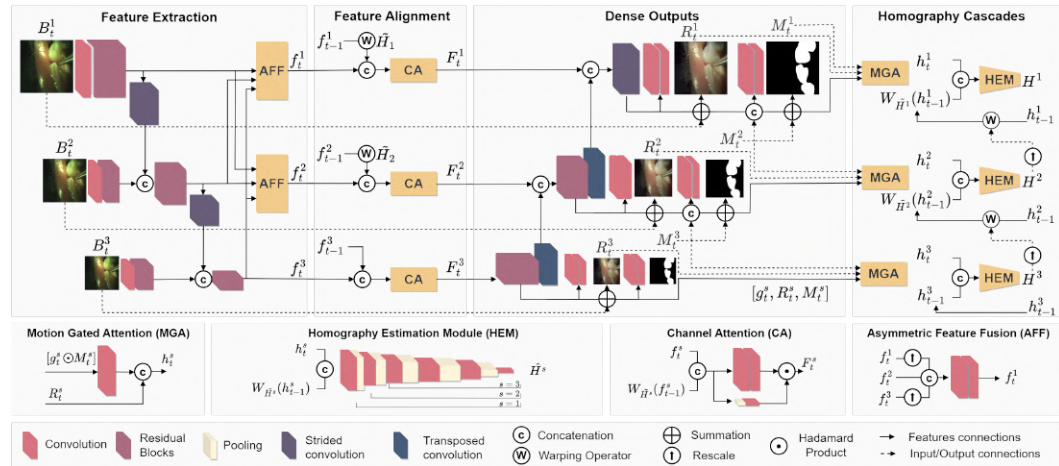 Feature Extraction
Feature Alignment
Dense Outputs
Homography Cascades
B_t^1
AFF
f_t^1
f_{t-1}^1
W
H̃_1
C
CA
F_t^1
C
R_t^1
M_t^1
C
MGA
h_t^1
W_{H̃^1}(h_{t-1}^1)
C
HEM
H^1
W
h_{t-1}^1
B_t^2
C
AFF
f_t^2
f_{t-1}^2
W
H̃_2
C
CA
F_t^2
C
R_t^2
M_t^2
C
MGA
h_t^2
W_{H̃^2}(h_{t-1}^2)
C
HEM
H^2
W
h_{t-1}^2
B_t^3
C
f_t^3
f_{t-1}^3
C
CA
F_t^3
R_t^3
M_t^3
[g_t^s, R_t^s, M_t^s]
MGA
h_t^3
h_{t-1}^3
C
HEM
H^3
h_{t-1}^3
Motion Gated Attention (MGA)
[g_t^s ⊙ M_t^s]
R_t^s
C
h_t^s
Homography Estimation Module (HEM)
h_t^s
C
W_{H̃^s}(h_{t-1}^s)
H̃^s
s = 3
s = 2
s = 1
Channel Attention (CA)
f_t^s
C
W_{H̃^s}(f_{t-1}^s)
F_t^s
Asymmetric Feature Fusion (AFF)
f_t^1
f_t^2
f_t^3
C
f_t^1
Convolution
Residual
Blocks
Pooling
Strided
convolution
Transposed
convolution
C Concatenation
W Warping Operator
Summation
Rescale
Hadamard
Product
Features connections
Input/Output connections